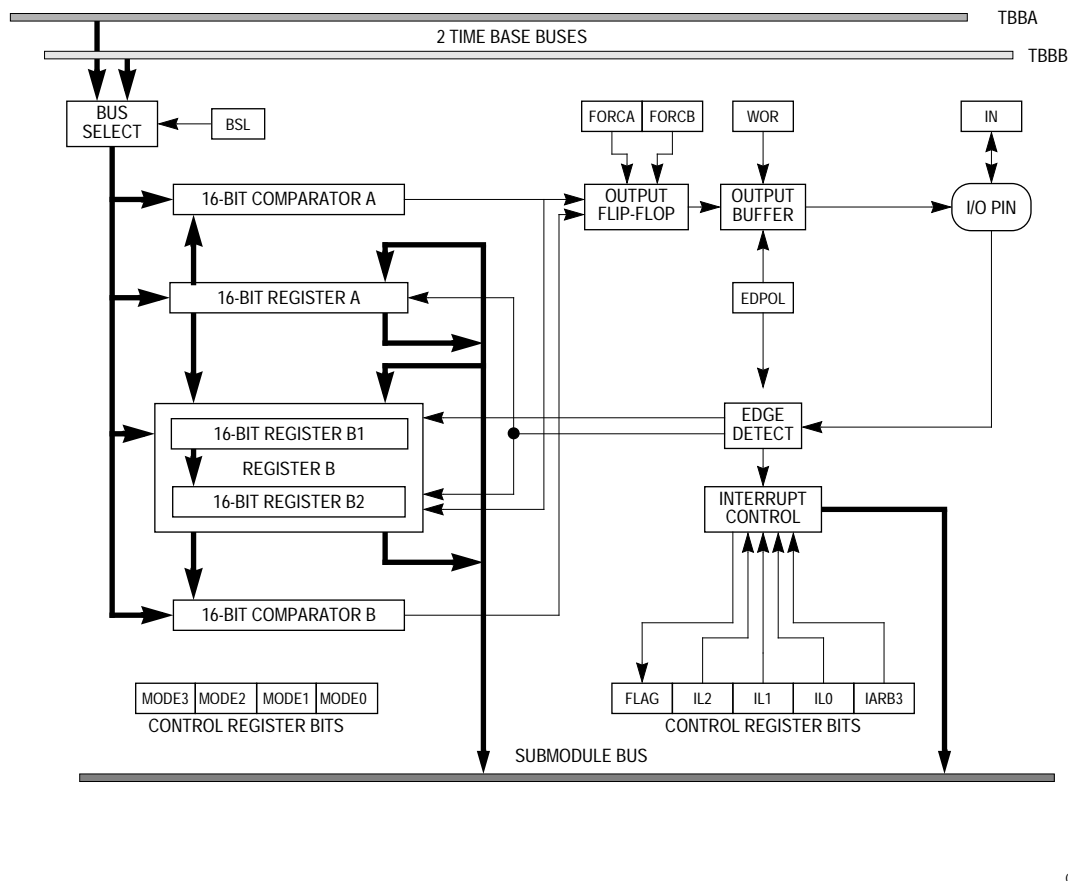 TBBA
2 TIME BASE BUSES
TBBB
BUS
SELECT
BSL
FORCA
FORCB
WOR
IN
16-BIT COMPARATOR A
OUTPUT
FLIP-FLOP
OUTPUT
BUFFER
I/O PIN
16-BIT REGISTER A
EDPOL
16-BIT REGISTER B1
REGISTER B
16-BIT REGISTER B2
EDGE
DETECT
INTERRUPT
CONTROL
16-BIT COMPARATOR B
MODE3
MODE2
MODE1
MODE0
CONTROL REGISTER BITS
FLAG
IL2
IL1
IL0
IARB3
CONTROL REGISTER BITS
SUBMODULE BUS